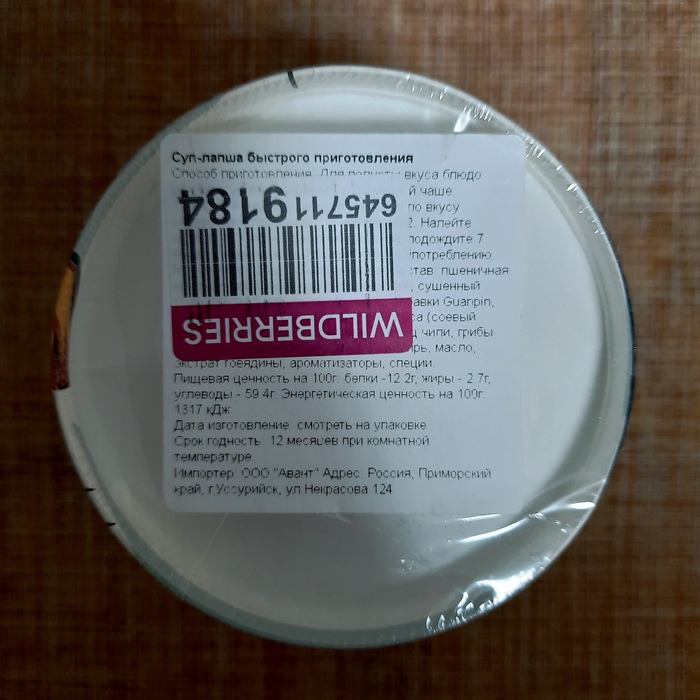 Суп-лапша быстрого приготовления
Способ приготовления. Для вкуса блюдо
й чаше
по вкусу
2. Налейте
подождите 7
употреблению.
став: пшеничная
, сушенный
авки Guanpin,
са (соевый
ц чили, грибы
рь, масло,
экстрат говядины, ароматизаторы, специи
Пищевая ценность на 100г: белки -12.2г, жиры - 2.7г,
углеводы - 59.4г. Энергетическая ценность на 100г:
1317 кДж
Дата изготовление: смотреть на упаковке
Срок годность: 12 месяцев при комнатной
температуре
Импортер: ООО "Авант" Адрес: Россия, Приморский
край, г.Уссурийск, ул.Некрасова 124
WILDBERRIES
6457119184